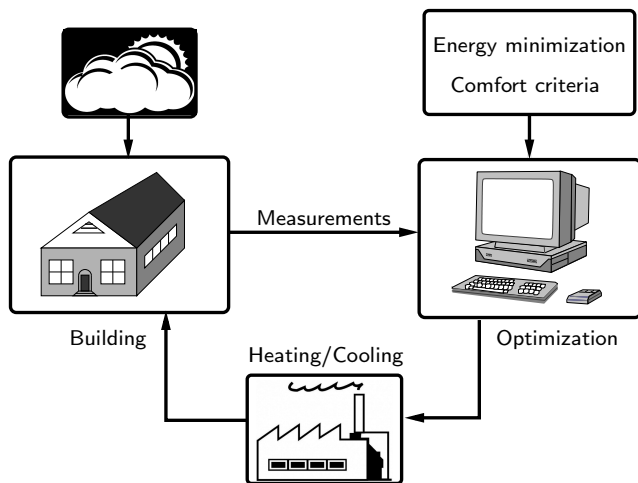 Energy minimization
Comfort criteria
Measurements
Building
Optimization
Heating/Cooling